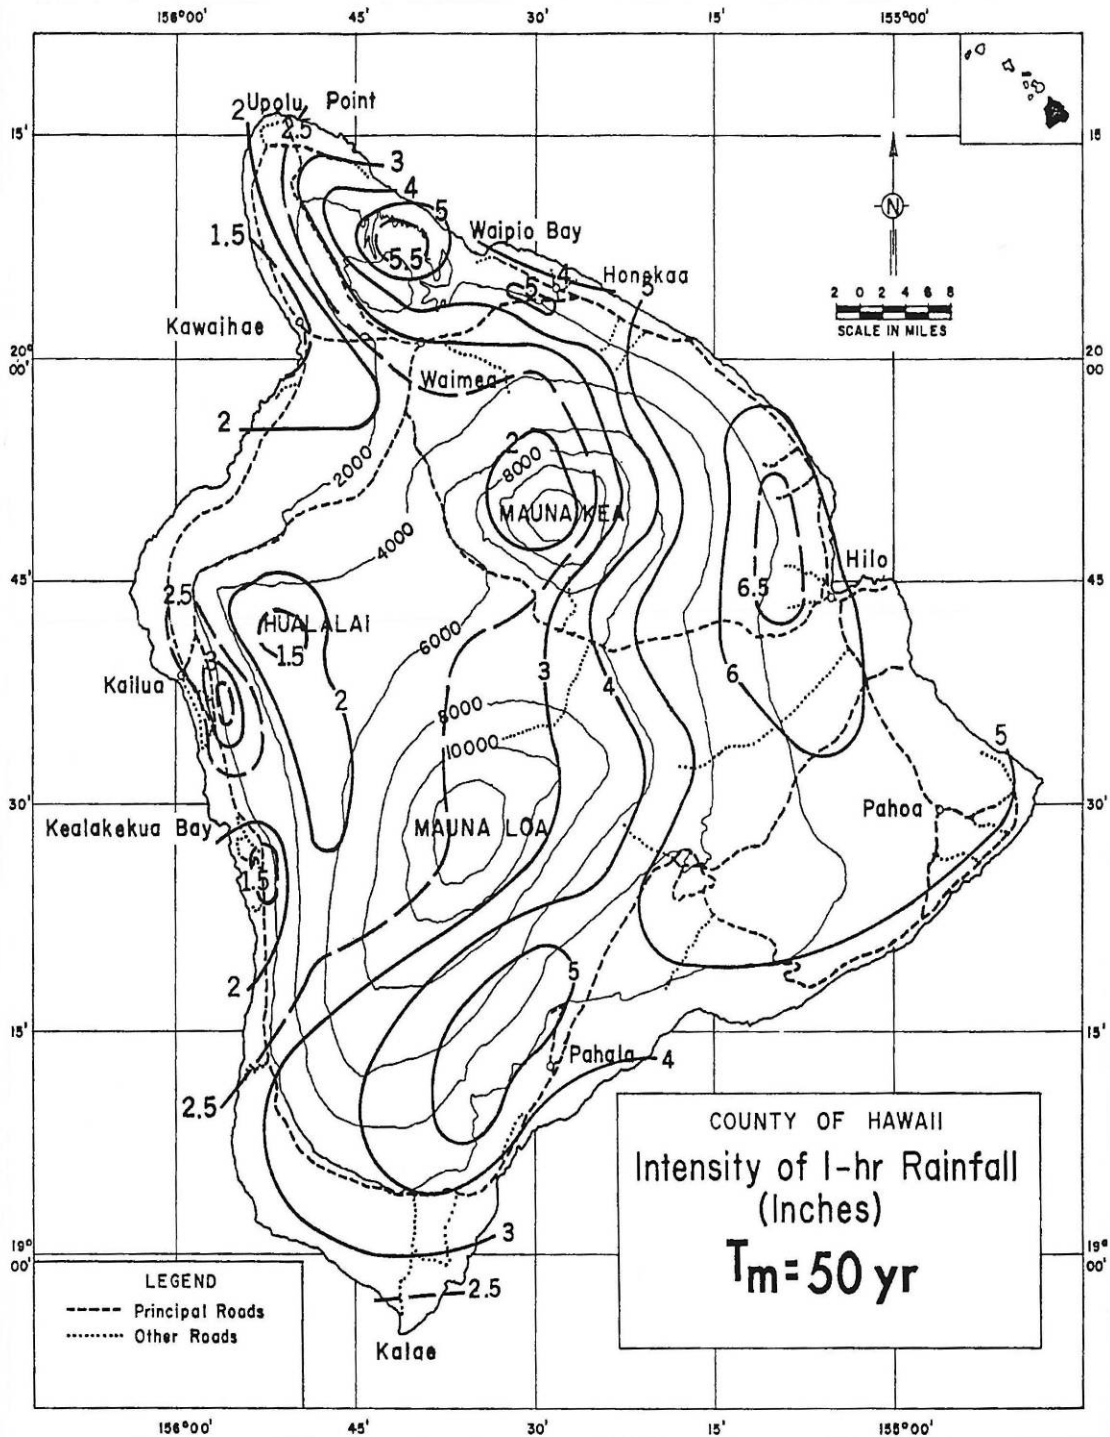 156°00' 45' 30' 15' 155°00'
Upolu Point
2
2.5
15' 15
3
4
5
N
Waipio Bay
1.5
5.5
4
Honokaa
5
5
2 0 2 4 6 8
SCALE IN MILES
Kawaihae
20°
00' 20
00
Waimea
2
2
2000
8000
MAUNA KEA
4000
Hilo
45' 45
2.5
6.5
HUALALAI
1.5
6000
3
3
4
6
Kailua
2
8000
10000
5
30' 30'
Pahoa
Kealakekua Bay
MAUNA LOA
1.5
2
5
15' 15'
Pahala
4
2.5
COUNTY OF HAWAII
Intensity of 1-hr Rainfall
(Inches)
Tm = 50 yr
3
19°
00' 19°
00'
2.5
LEGEND
Principal Roads
Other Roads
Kalae
156°00' 45' 30' 15' 155°00'